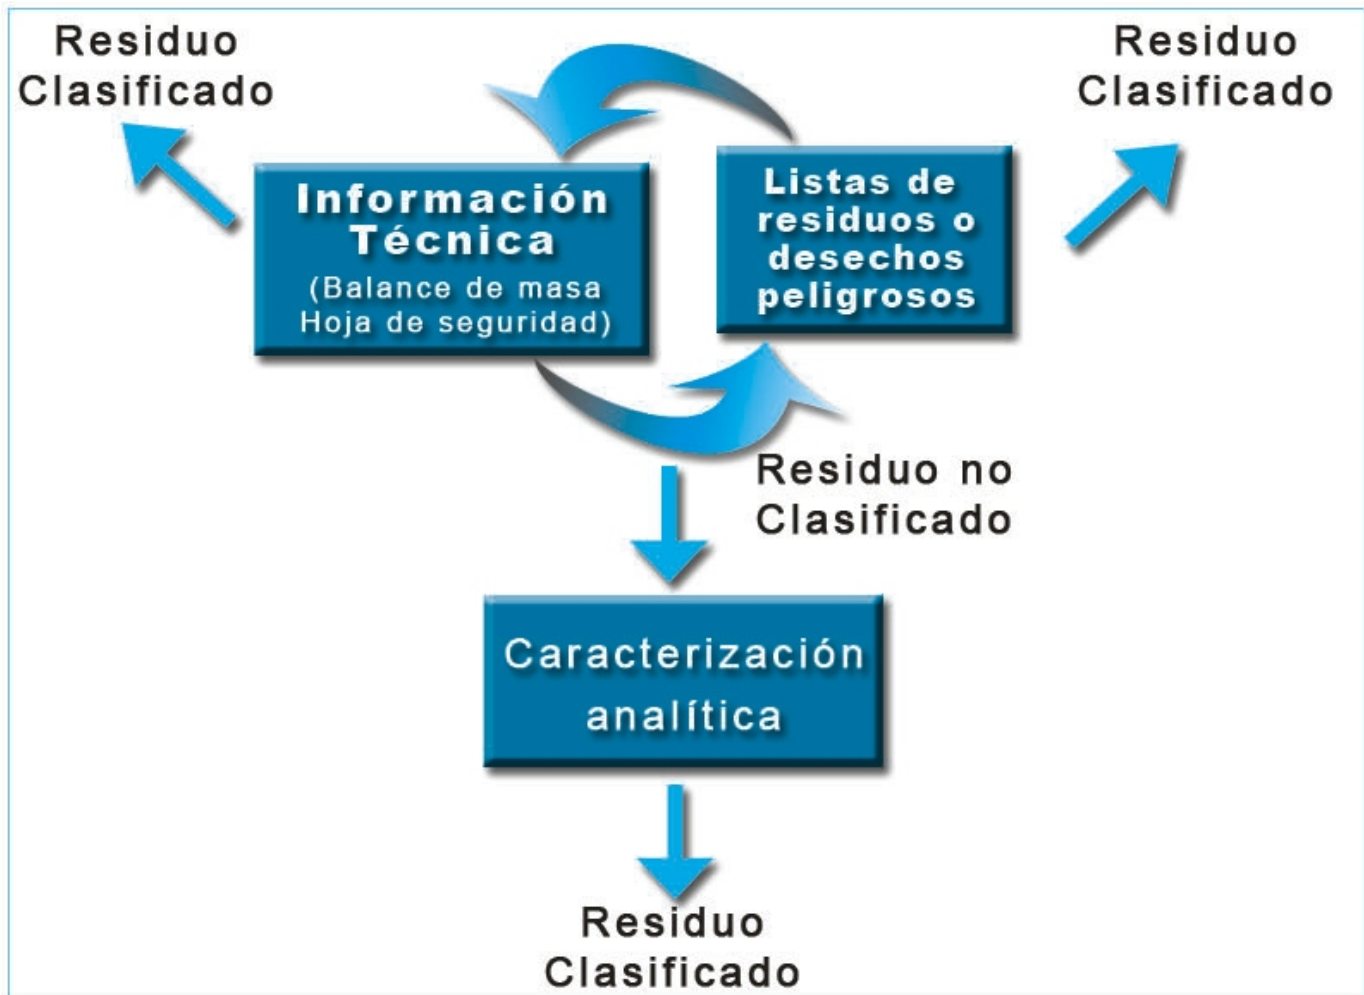 Residuo
Clasificado
Residuo
Clasificado
Información
Técnica
(Balance de masa
Hoja de seguridad)
Listas de
residuos o
desechos
peligrosos
Residuo no
Clasificado
Caracterización
analítica
Residuo
Clasificado